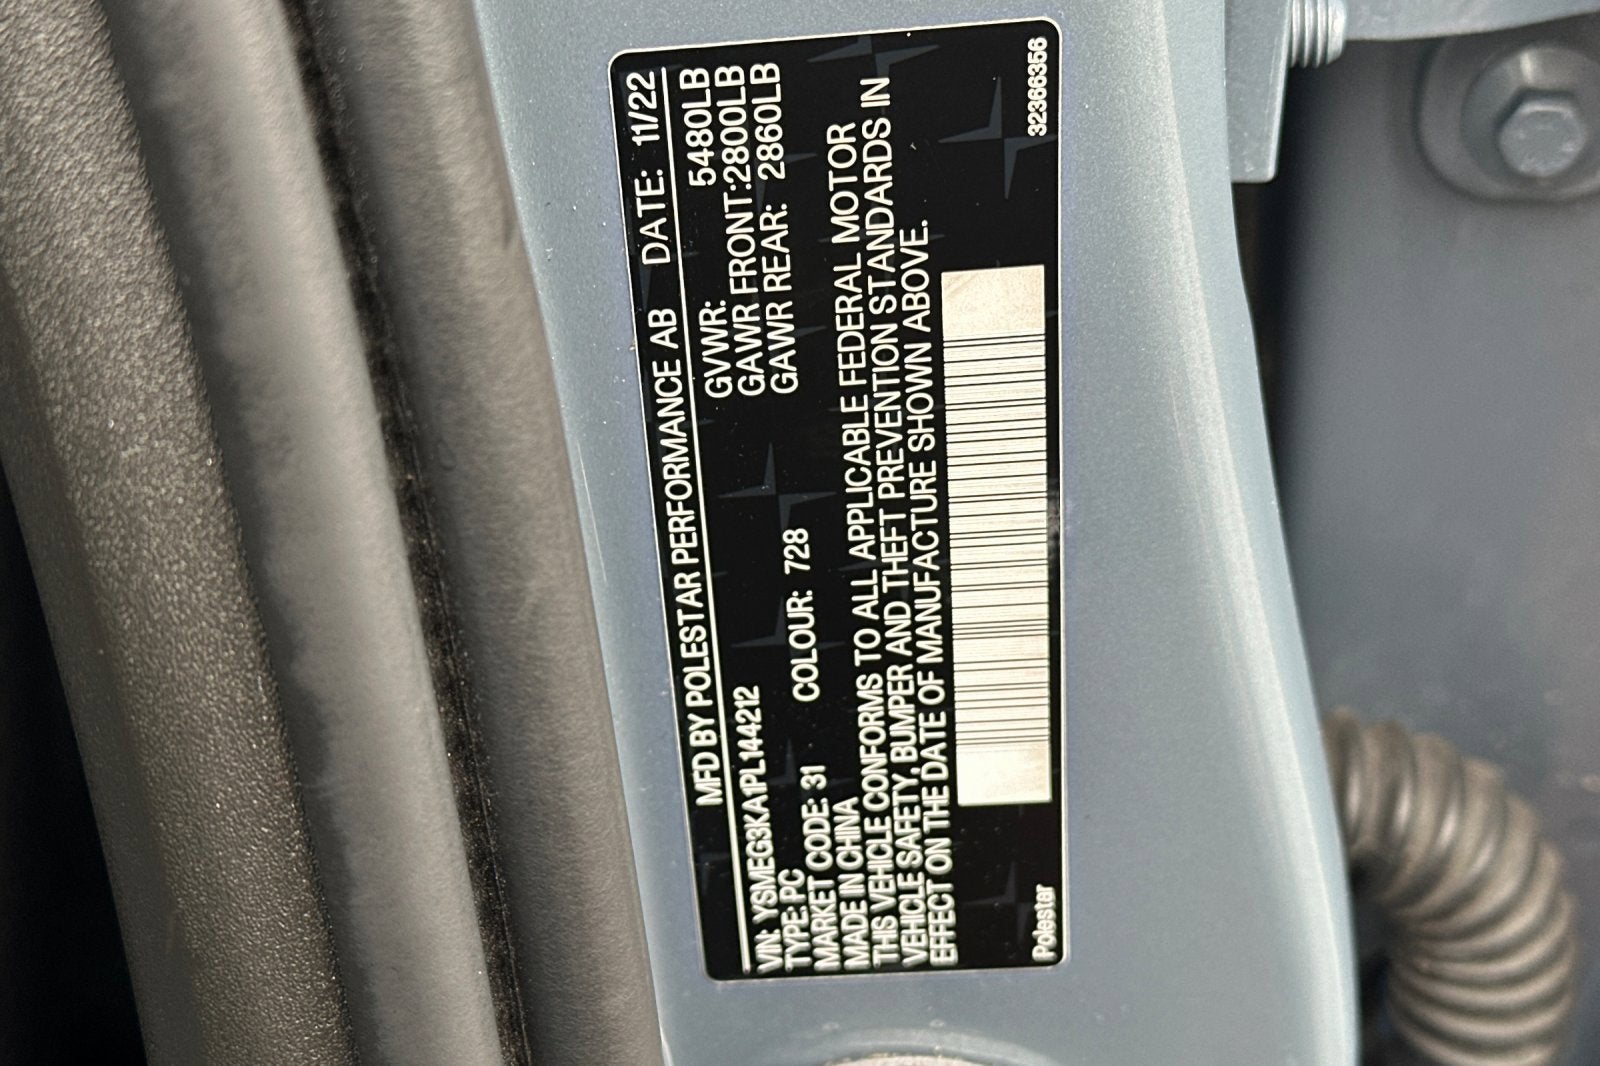 MFD BY POLESTAR PERFORMANCE AB DATE: 11/22
VIN: YSMEG3KA1PL144212 GVWR: 5480LB
TYPE: PC GAWR FRONT:2800LB
MARKET CODE: 31 COLOUR: 728 GAWR REAR: 2860LB
MADE IN CHINA
THIS VEHICLE CONFORMS TO ALL APPLICABLE FEDERAL MOTOR
VEHICLE SAFETY, BUMPER AND THEFT PREVENTION STANDARDS IN
EFFECT ON THE DATE OF MANUFACTURE SHOWN ABOVE.
Polester 32366356